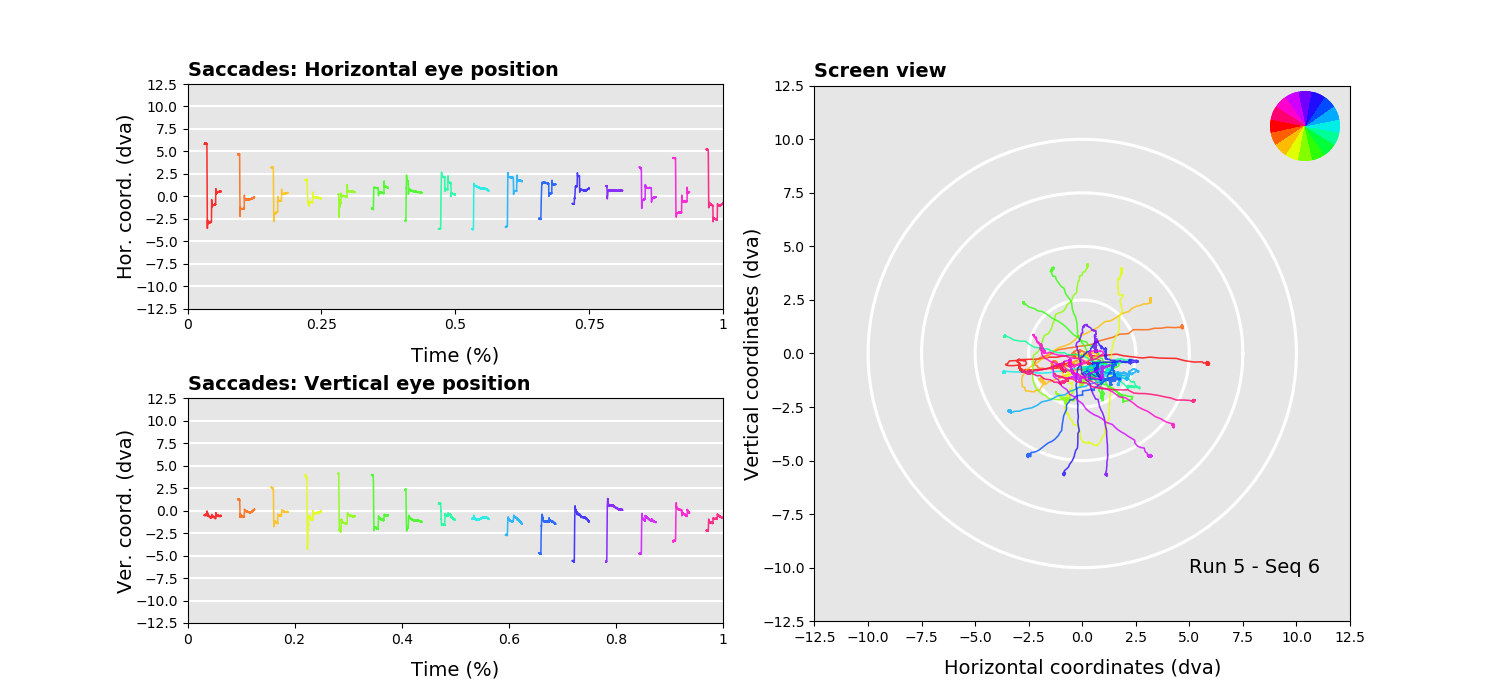 Saccades: Horizontal eye position
Hor. coord. (dva)
12.5
10.0
7.5
5.0
2.5
0.0
−2.5
−5.0
−7.5
−10.0
−12.5
0 0.25 0.5 0.75 1
Time (%)
Saccades: Vertical eye position
Ver. coord. (dva)
12.5
10.0
7.5
5.0
2.5
0.0
−2.5
−5.0
−7.5
−10.0
−12.5
0 0.2 0.4 0.6 0.8 1
Time (%)
Screen view
Vertical coordinates (dva)
12.5
10.0
7.5
5.0
2.5
0.0
−2.5
−5.0
−7.5
−10.0
−12.5
Run 5 - Seq 6
−12.5 −10.0 −7.5 −5.0 −2.5 0.0 2.5 5.0 7.5 10.0 12.5
Horizontal coordinates (dva)